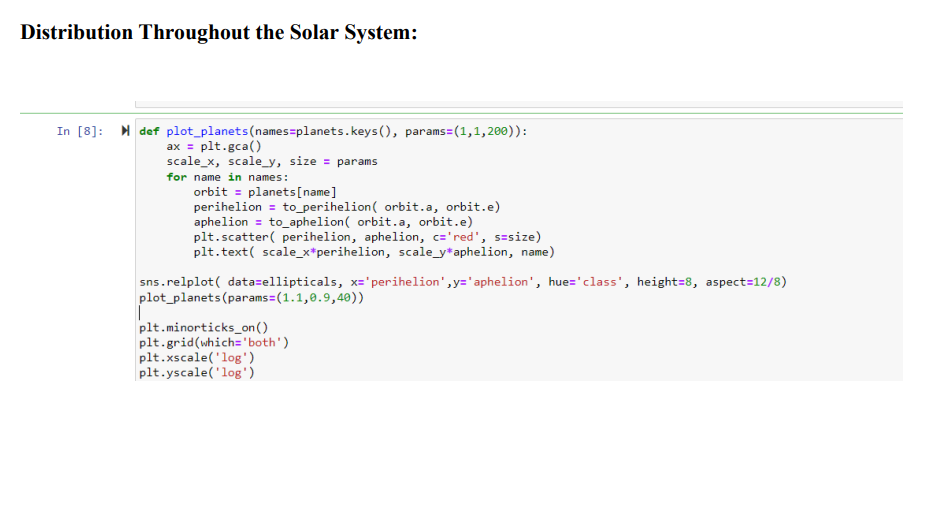 Distribution Throughout the Solar System:
In [8]:
def plot_planets(names=planets.keys(), params=(1,1,200)):
    ax = plt.gca()
    scale_x, scale_y, size = params
    for name in names:
        orbit = planets[name]
        perihelion = to_perihelion( orbit.a, orbit.e)
        aphelion = to_aphelion( orbit.a, orbit.e)
        plt.scatter( perihelion, aphelion, c='red', s=size)
        plt.text( scale_x*perihelion, scale_y*aphelion, name)
sns.relplot( data=ellipticals, x='perihelion',y='aphelion', hue='class', height=8, aspect=12/8)
plot_planets(params=(1.1,0.9,40))
plt.minorticks_on()
plt.grid(which='both')
plt.xscale('log')
plt.yscale('log')